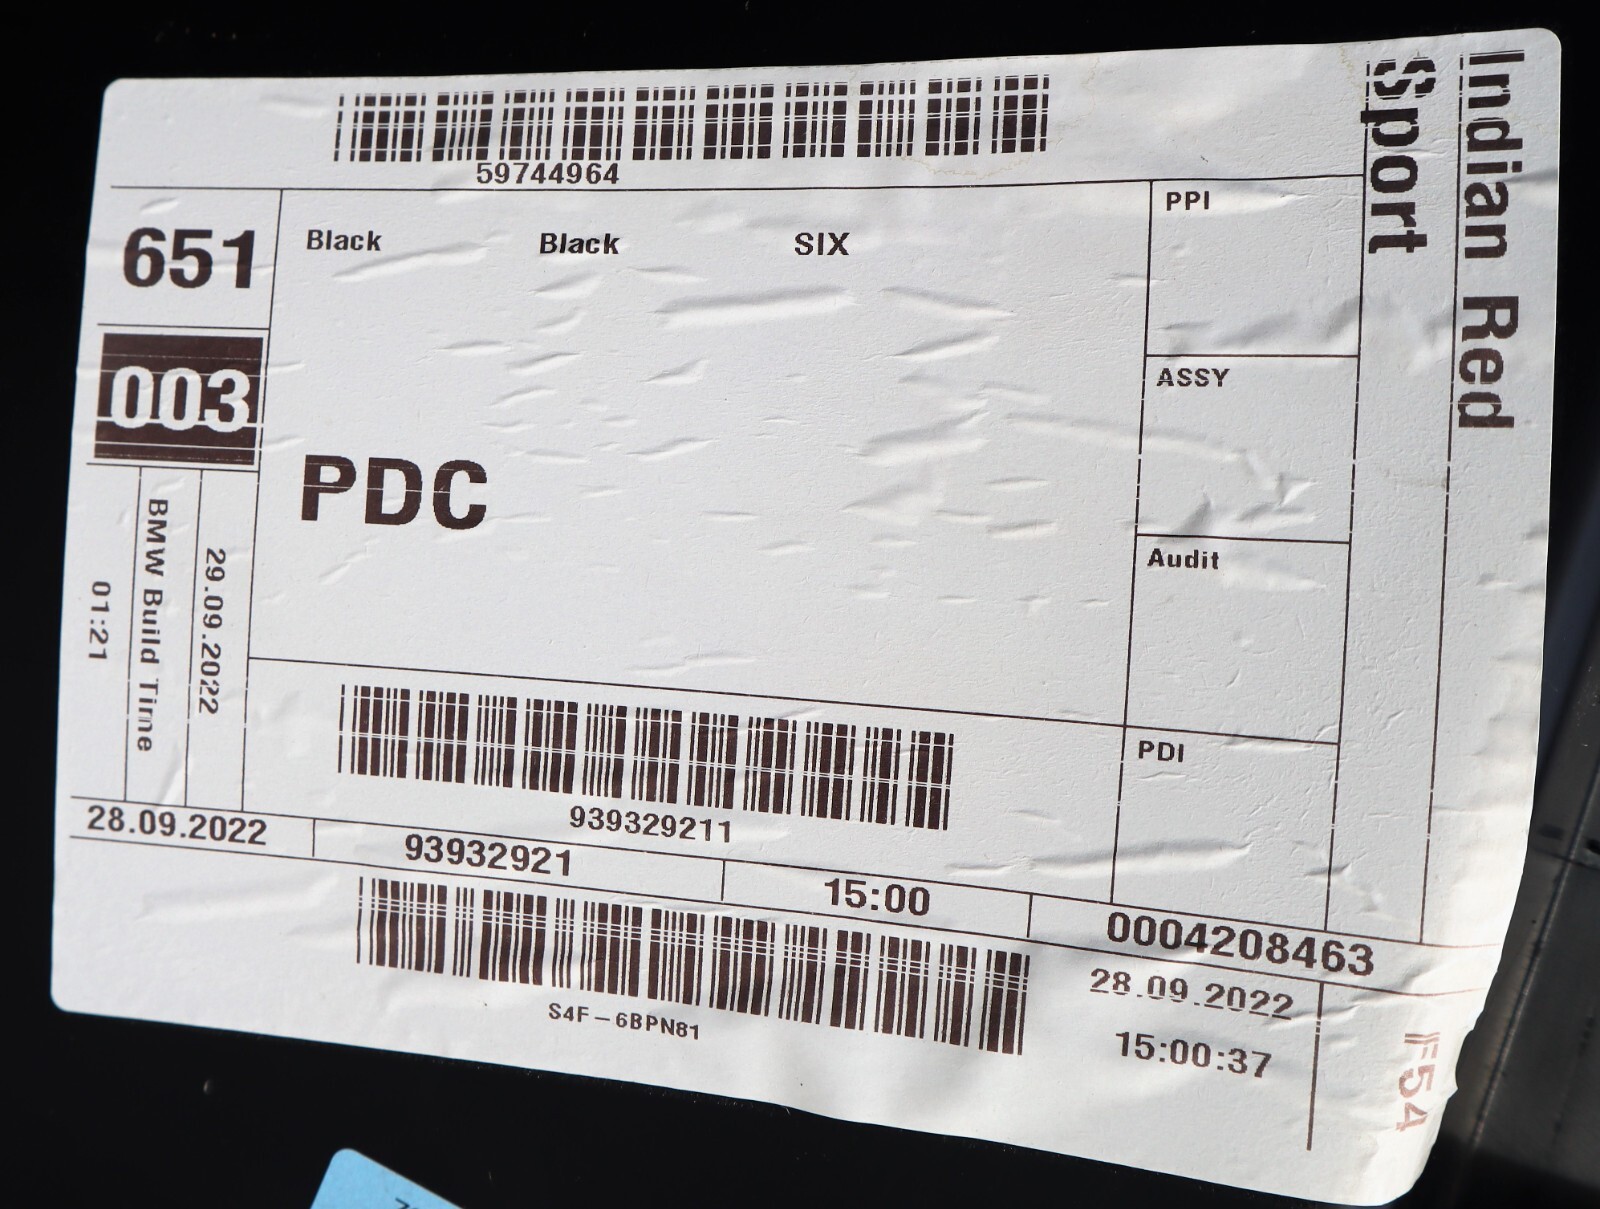 59744964
651
Black
Black
SIX
PPI
Indian Red
Sport
003
ASSY
PDC
Audit
29.09.2022
BMW Build Time
01:21
PDI
939329211
28.09.2022
93932921
15:00
0004208463
28.09.2022
15:00:37
S4F-6BPN81
F54